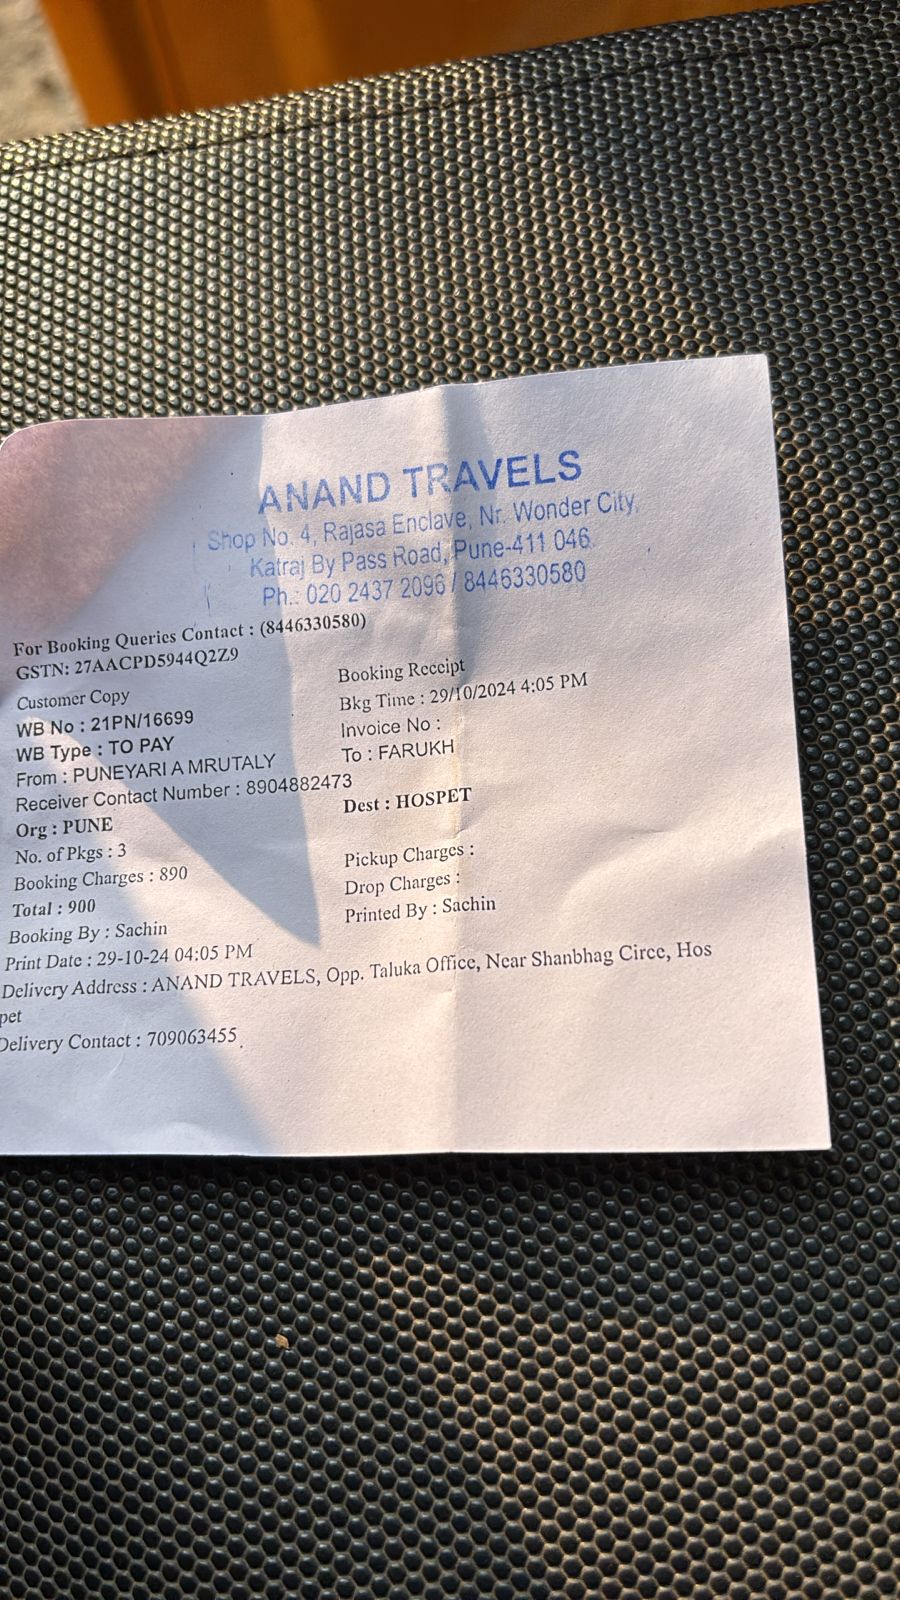 ANAND TRAVELS
Shop No. 4, Rajasa Enclave, Nr. Wonder City,
Katraj By Pass Road, Pune-411 046.
Ph.: 020 2437 2096 / 8446330580
For Booking Queries Contact : (8446330580)
GSTN: 27AACPD5944Q2Z9
Booking Receipt
Customer Copy
Bkg Time : 29/10/2024 4:05 PM
WB No : 21PN/16699
Invoice No :
WB Type : TO PAY
To : FARUKH
From : PUNEYARI A MRUTALY
Receiver Contact Number : 8904882473
Org : PUNE
Dest : HOSPET
No. of Pkgs : 3
Booking Charges : 890
Pickup Charges :
Total : 900
Drop Charges :
Booking By : Sachin
Printed By : Sachin
Print Date : 29-10-24 04:05 PM
Delivery Address : ANAND TRAVELS, Opp. Taluka Office, Near Shanbhag Circe, Hos
pet
Delivery Contact : 709063455